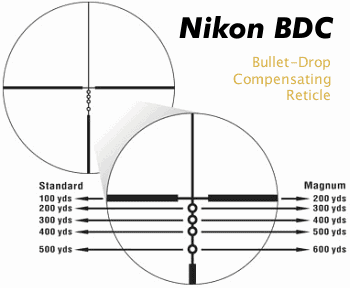 Nikon BDC
Bullet-Drop
Compensating
Reticle
Standard Magnum
100 yds 200 yds
200 yds 300 yds
300 yds 400 yds
400 yds 500 yds
500 yds 600 yds